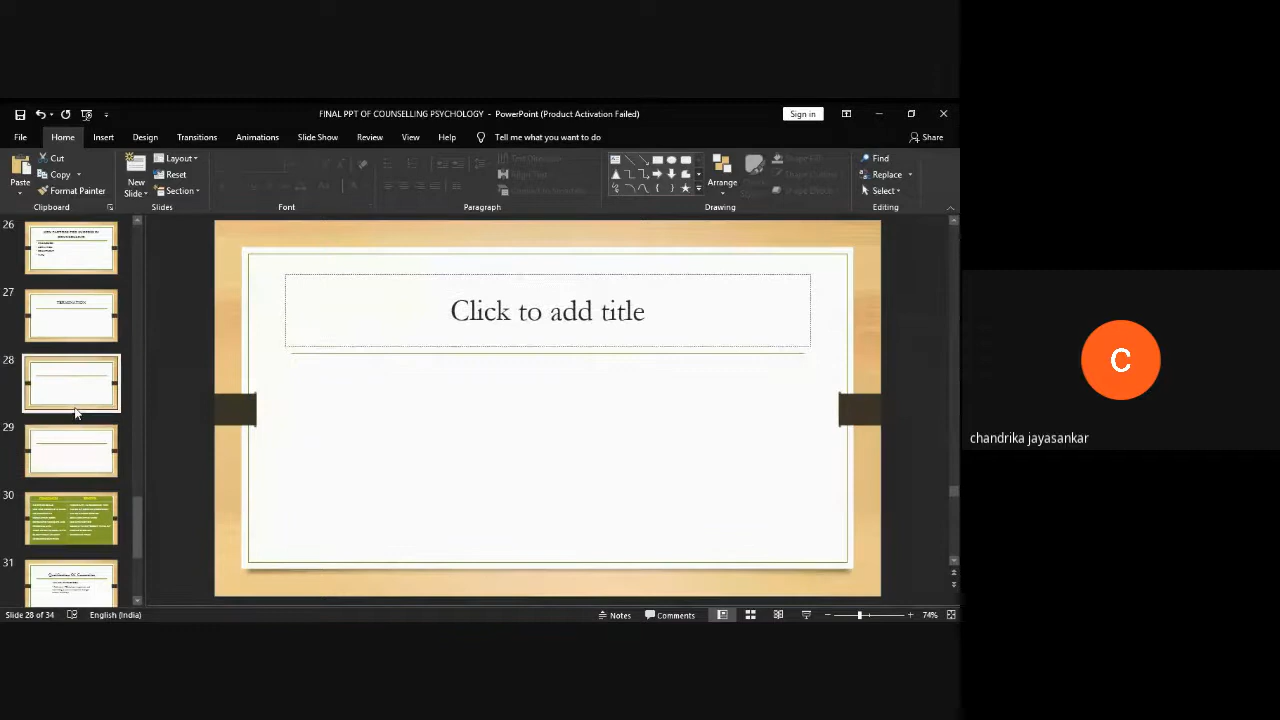 FINAL PPT OF COUNSELLING PSYCHOLOGY - PowerPoint (Product Activation Failed)
Sign in
File Home Insert Design Transitions Animations Slide Show Review View Help Tell me what you want to do Share
Paste
Cut
Copy
Format Painter
Clipboard
New Slide
Layout
Reset
Section
Slides
Font
Paragraph
Arrange
Drawing
Find
Replace
Select
Editing
26
27
TERMINATION
28
29
30
31
Click to add title
C
chandrika jayasankar
Slide 28 of 34 English (India) Notes Comments 74%